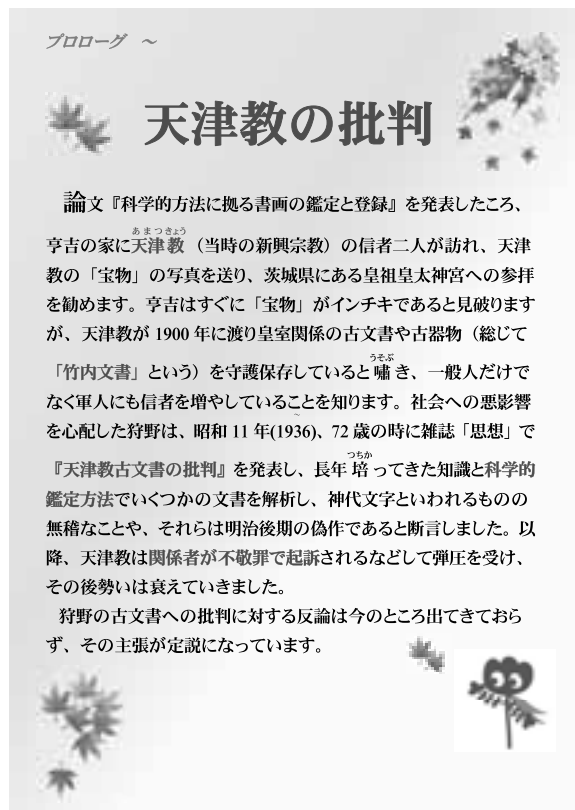 プロローグ ～
天津教の批判
論文『科学的方法に拠る書画の鑑定と登録』を発表したころ、
亨吉の家に天津教（当時の新興宗教）の信者二人が訪れ、天津
あまつきょう
教の「宝物」の写真を送り、茨城県にある皇祖皇太神宮への参拝
を勧めます。亨吉はすぐに「宝物」がインチキであると見破ります
が、天津教が 1900 年に渡り皇室関係の古文書や古器物（総じて
「竹内文書」という）を守護保存していると嘯き、一般人だけで
うそぶ
なく軍人にも信者を増やしていることを知ります。社会への悪影響
を心配した狩野は、昭和 11 年(1936)、72 歳の時に雑誌「思想」で
～
『天津教古文書の批判』を発表し、長年培ってきた知識と科学的
つちか
鑑定方法でいくつかの文書を解析し、神代文字といわれるものの
無稽なことや、それらは明治後期の偽作であると断言しました。以
降、天津教は関係者が不敬罪で起訴されるなどして弾圧を受け、
その後勢いは衰えていきました。
狩野の古文書への批判に対する反論は今のところ出てきておら
ず、その主張が定説になっています。